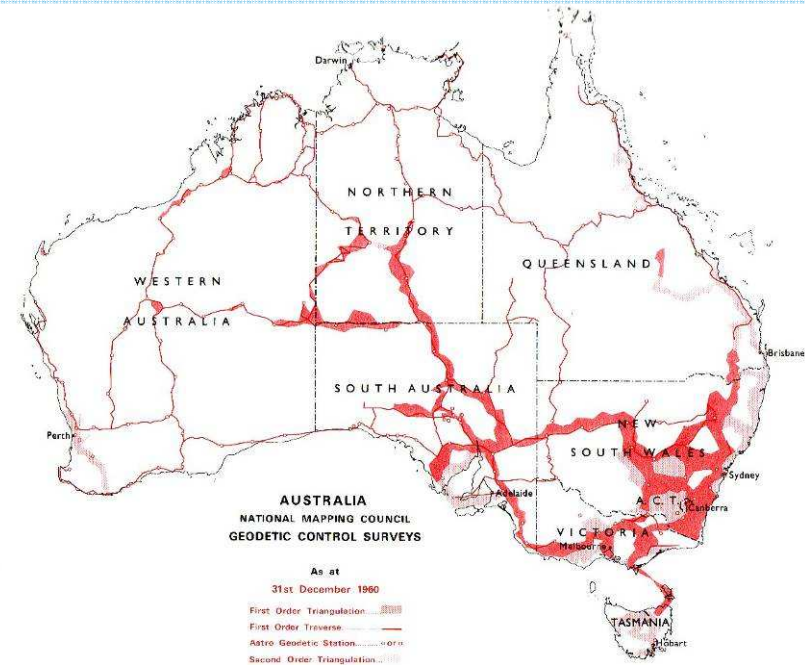 Darwin
NORTHERN
TERRITORY
QUEENSLAND
WESTERN
AUSTRALIA
Brisbane
SOUTH AUSTRALIA
NEW
SOUTH WALES
Perth
Sydney
Adelaide
A.C.T.
Canberra
VICTORIA
Melbourne
AUSTRALIA
NATIONAL MAPPING COUNCIL
GEODETIC CONTROL SURVEYS
As at
31st December 1960
First Order Triangulation
First Order Traverse
Astro Geodetic Station o or o
Second Order Triangulation
TASMANIA
Hobart